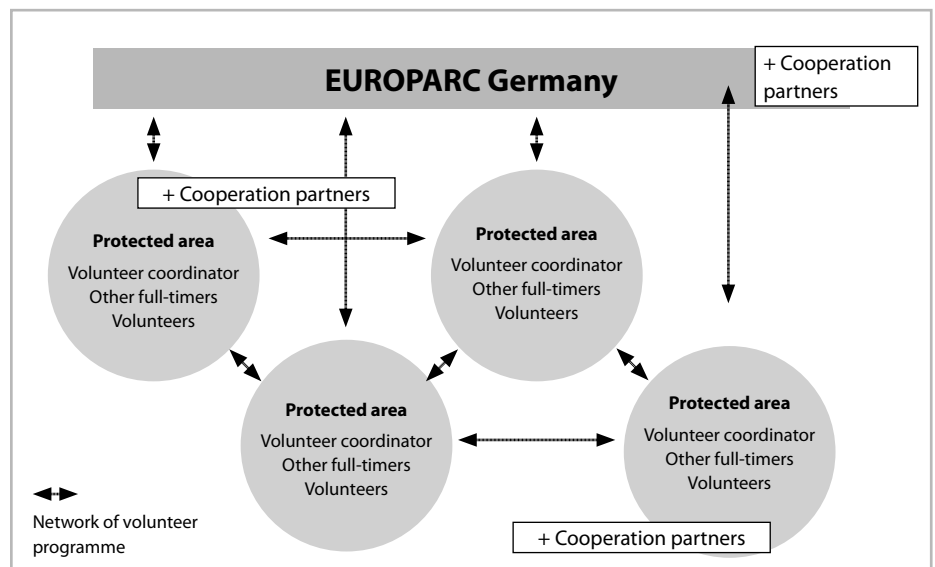 EUROPARC Germany
+ Cooperation
partners
+ Cooperation partners
Protected area
Volunteer coordinator
Other full-timers
Volunteers
Protected area
Volunteer coordinator
Other full-timers
Volunteers
Protected area
Volunteer coordinator
Other full-timers
Volunteers
Protected area
Volunteer coordinator
Other full-timers
Volunteers
+ Cooperation partners
Network of volunteer
programme